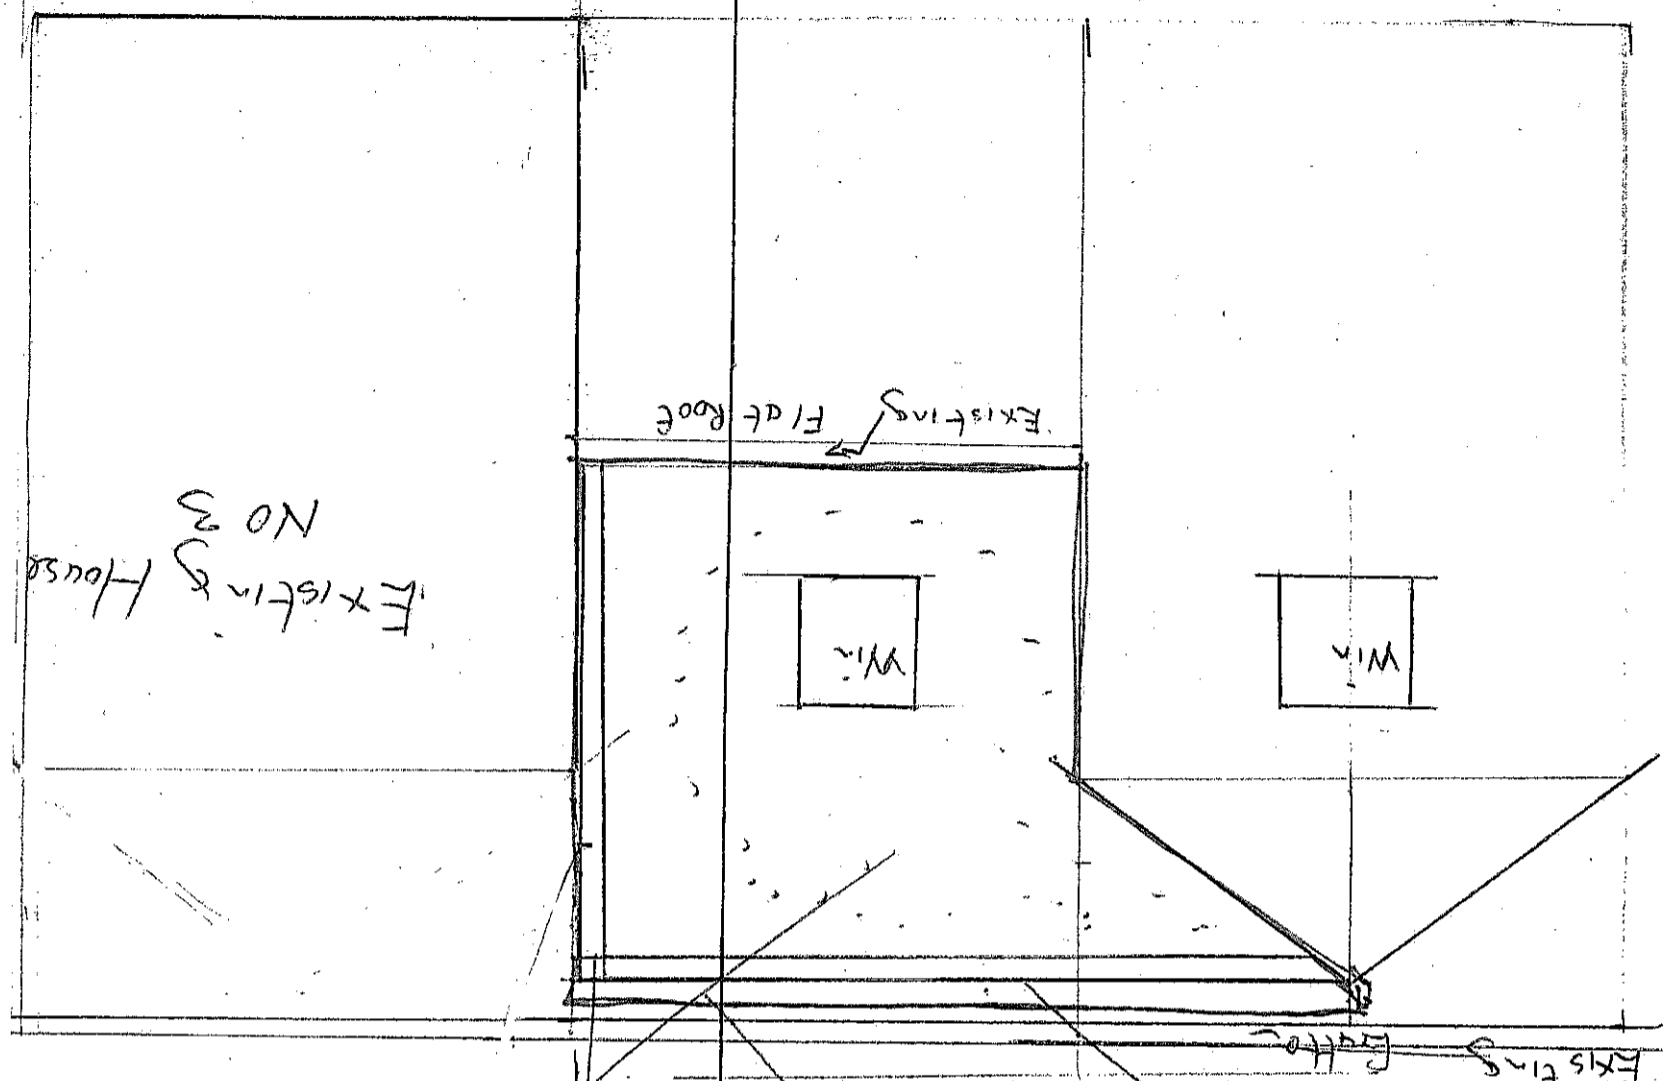 Existing
Win
Win
Existing House
NO 3
Existing Flat Roof